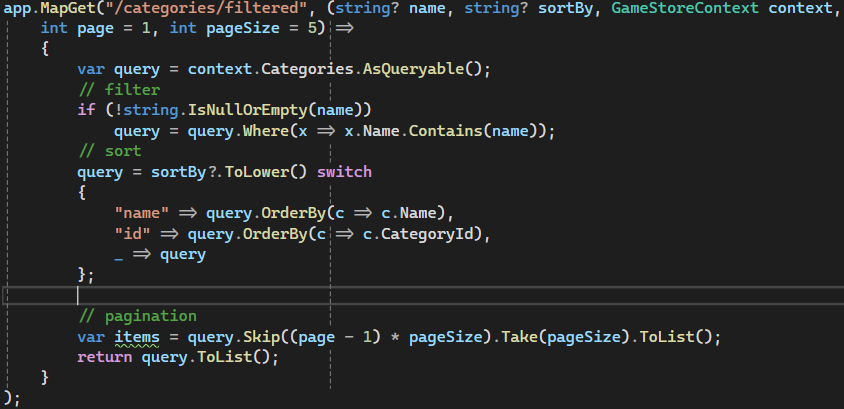 app.MapGet("/categories/filtered", (string? name, string? sortBy, GameStoreContext context,
int page = 1, int pageSize = 5) =>
{
var query = context.Categories.AsQueryable();
// filter
if (!string.IsNullOrEmpty(name))
query = query.Where(x => x.Name.Contains(name));
// sort
query = sortBy?.ToLower() switch
{
"name" => query.OrderBy(c => c.Name),
"id" => query.OrderBy(c => c.CategoryId),
_ => query
};
// pagination
var items = query.Skip((page - 1) * pageSize).Take(pageSize).ToList();
return query.ToList();
}
);